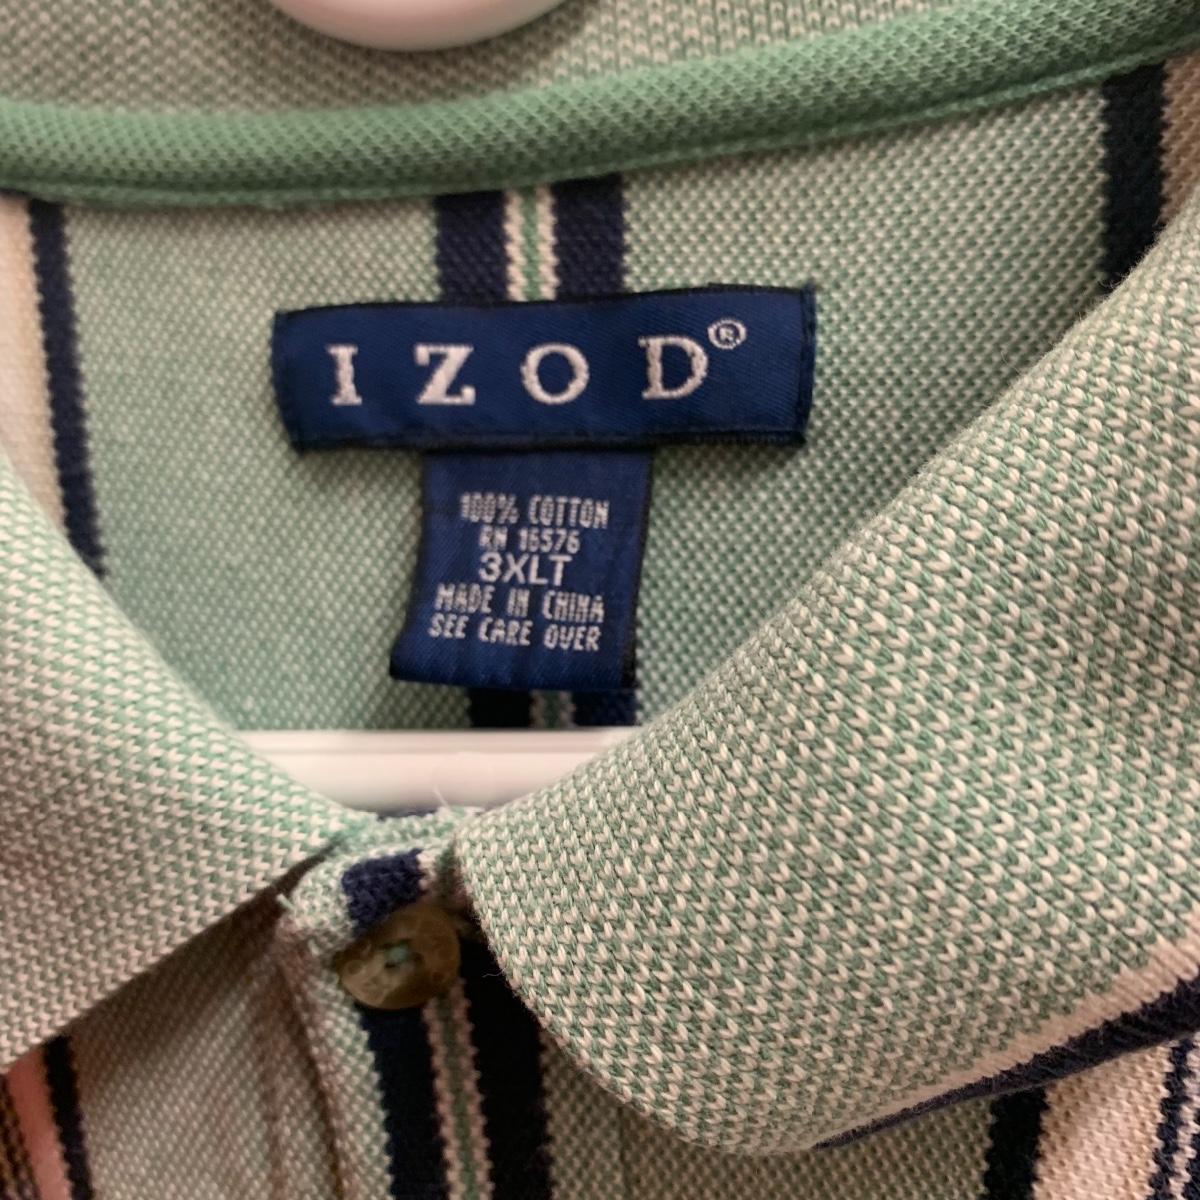 IZOD®
100% COTTON
RN 16576
3XLT
MADE IN CHINA
SEE CARE OVER